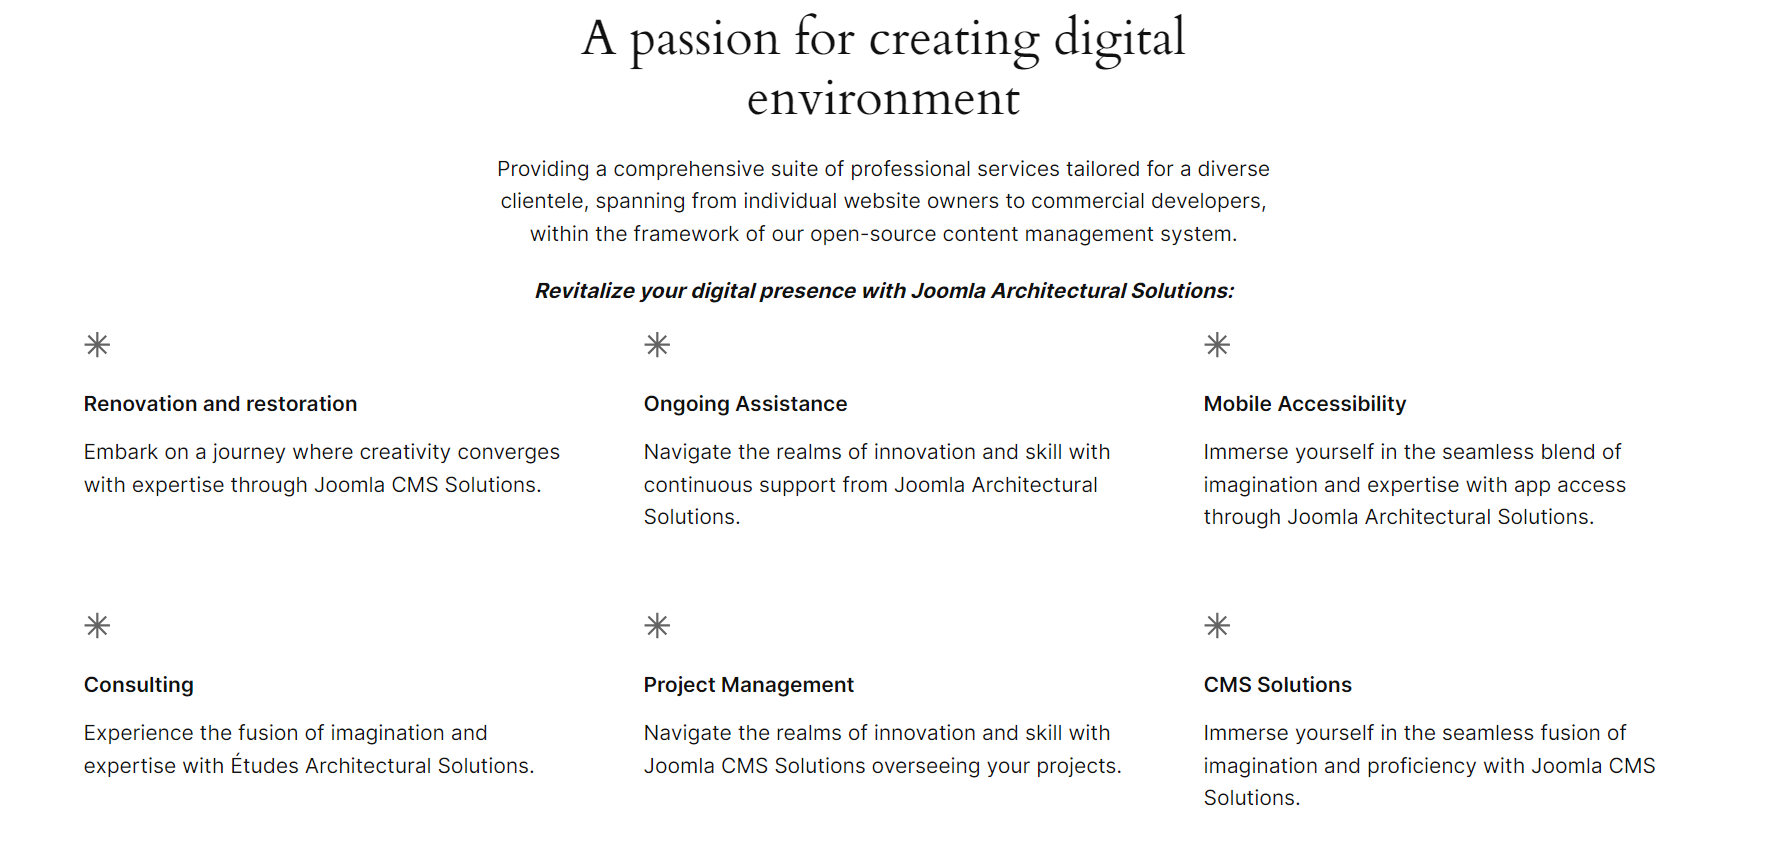 A passion for creating digital
environment
Providing a comprehensive suite of professional services tailored for a diverse
clientele, spanning from individual website owners to commercial developers,
within the framework of our open-source content management system.
Revitalize your digital presence with Joomla Architectural Solutions:
Renovation and restoration
Embark on a journey where creativity converges
with expertise through Joomla CMS Solutions.
Ongoing Assistance
Navigate the realms of innovation and skill with
continuous support from Joomla Architectural
Solutions.
Mobile Accessibility
Immerse yourself in the seamless blend of
imagination and expertise with app access
through Joomla Architectural Solutions.
Consulting
Experience the fusion of imagination and
expertise with Études Architectural Solutions.
Project Management
Navigate the realms of innovation and skill with
Joomla CMS Solutions overseeing your projects.
CMS Solutions
Immerse yourself in the seamless fusion of
imagination and proficiency with Joomla CMS
Solutions.